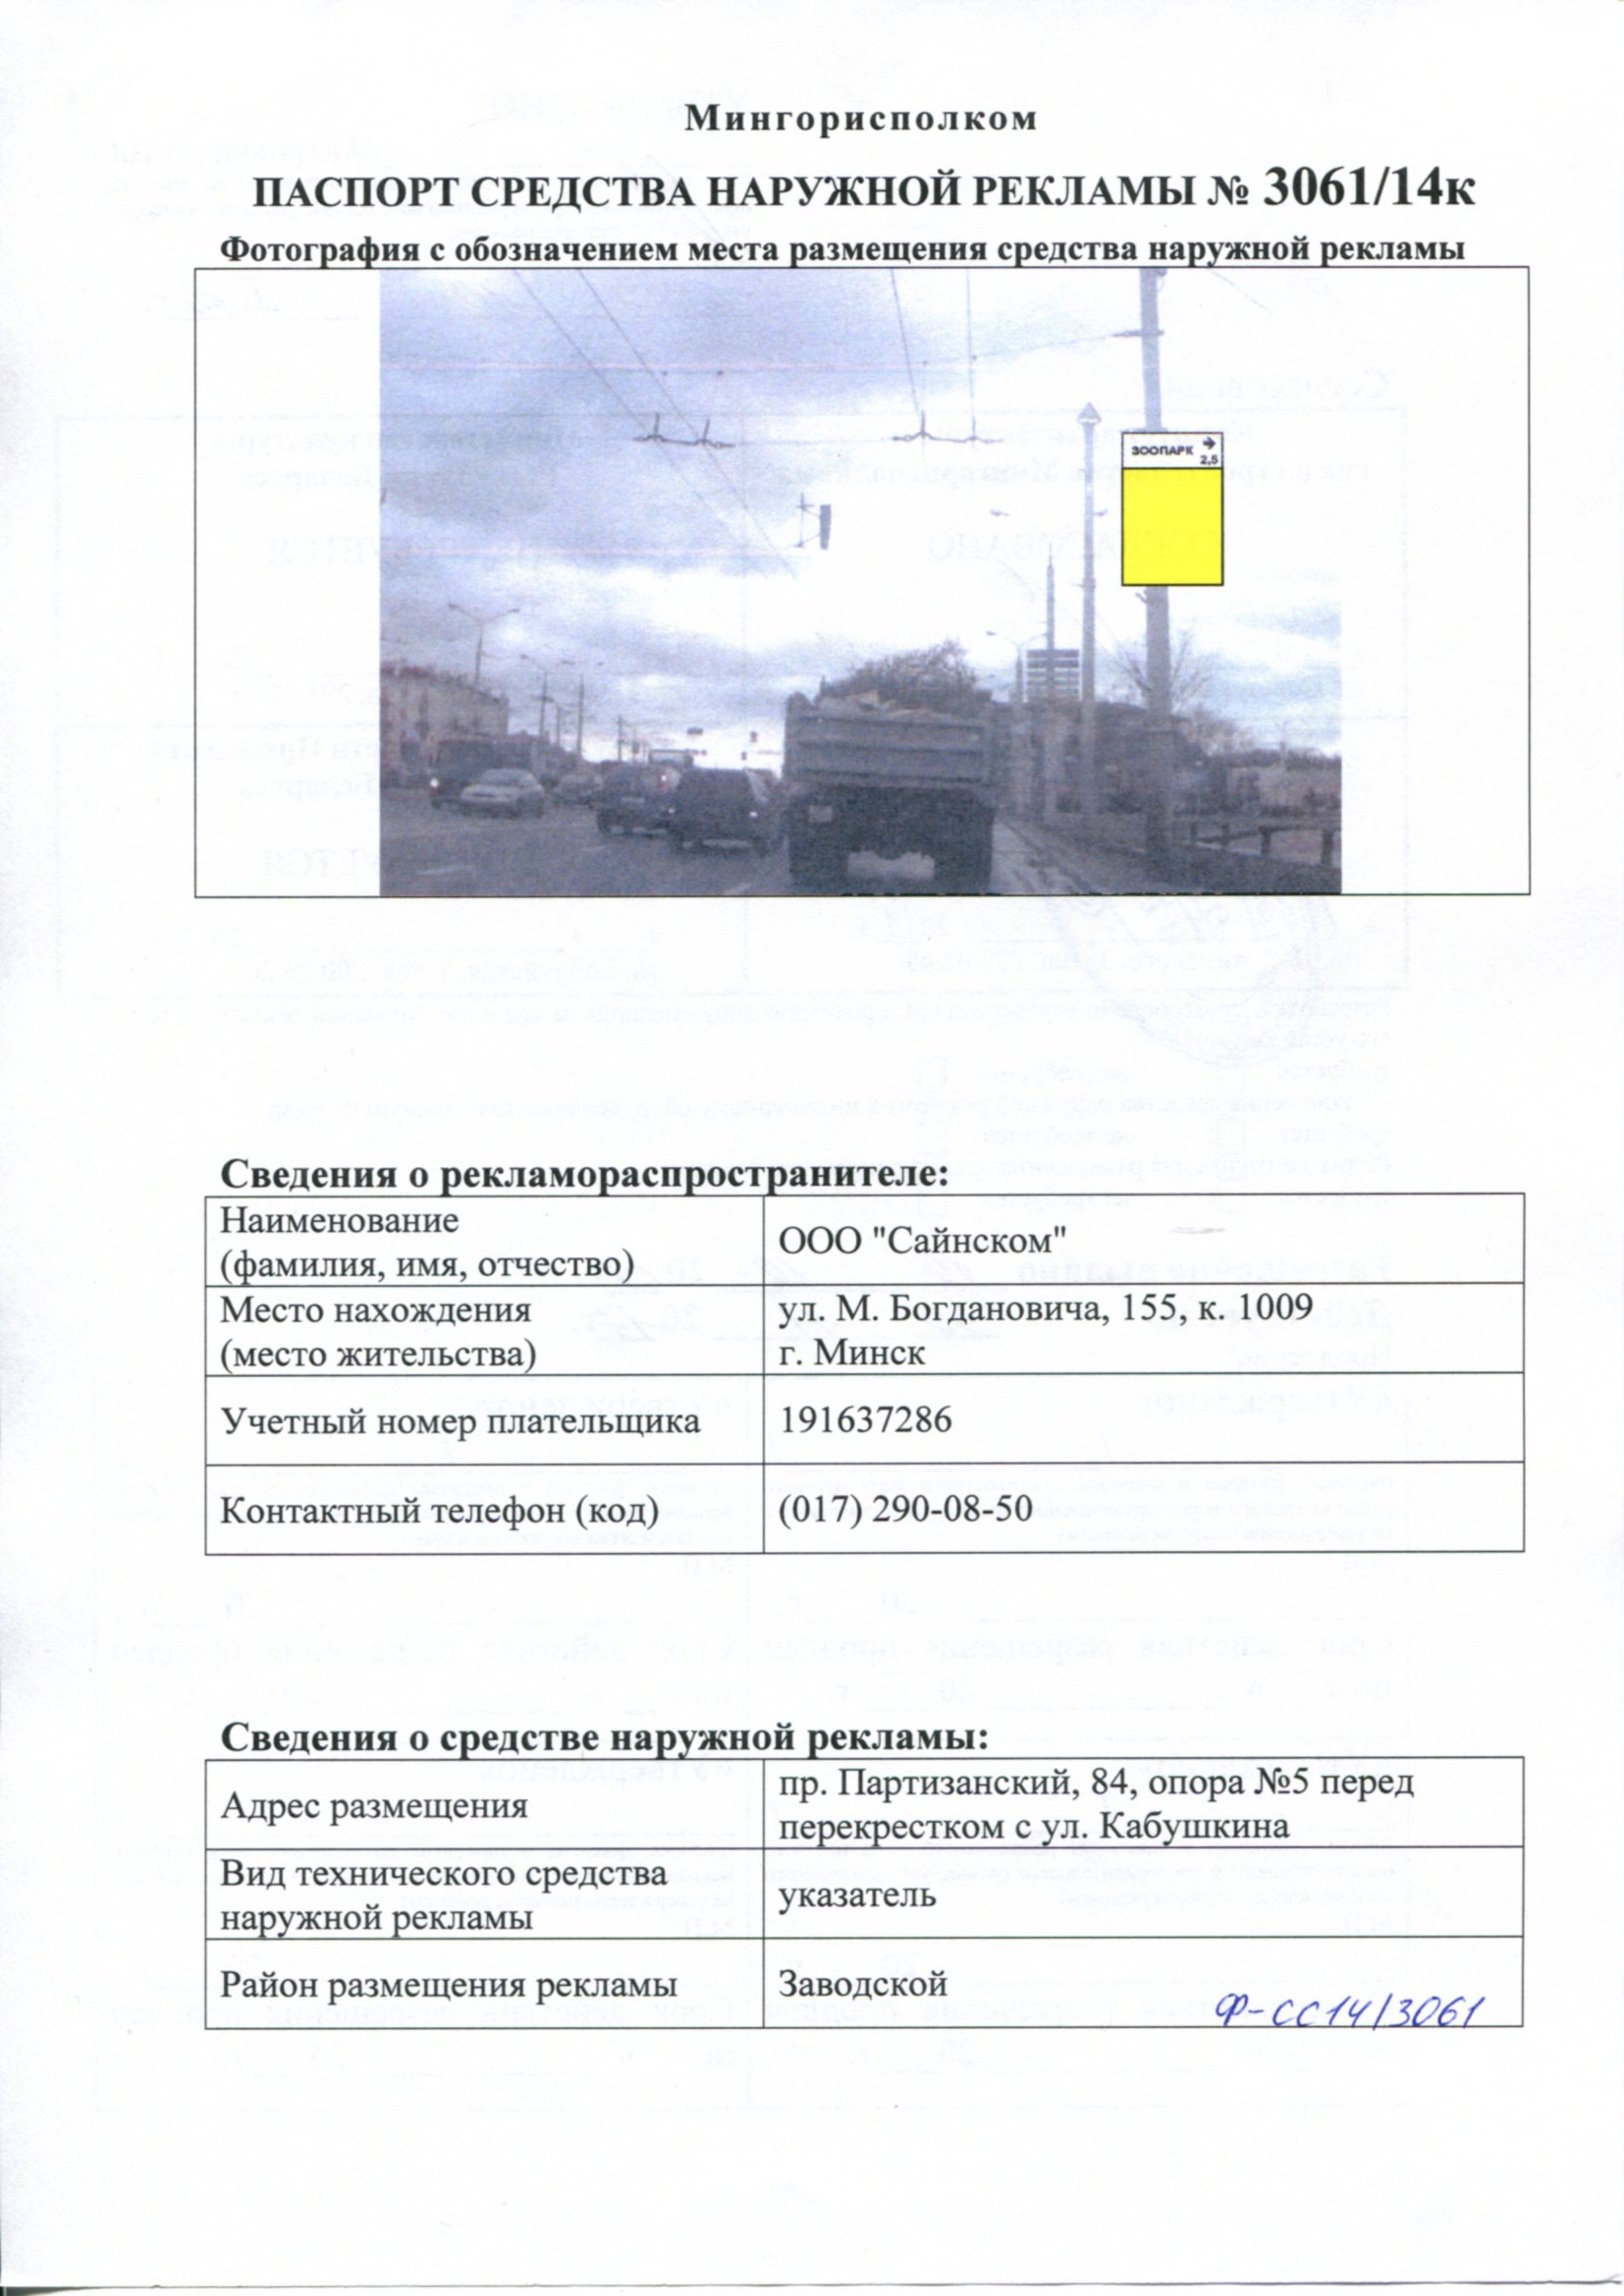 Мингорисполком
ПАСПОРТ СРЕДСТВА НАРУЖНОЙ РЕКЛАМЫ № 3061/14к
Фотография с обозначением места размещения средства наружной рекламы
ЗООПАРК →
2,5
Сведения о рекламораспространителе:
Наименование
(фамилия, имя, отчество)
ООО "Сайнском"
Место нахождения
(место жительства)
ул. М. Богдановича, 155, к. 1009
г. Минск
Учетный номер плательщика
191637286
Контактный телефон (код)
(017) 290-08-50
Сведения о средстве наружной рекламы:
Адрес размещения
пр. Партизанский, 84, опора №5 перед
перекрестком с ул. Кабушкина
Вид технического средства
наружной рекламы
указатель
Район размещения рекламы
Заводской
Ф-СС14/3061